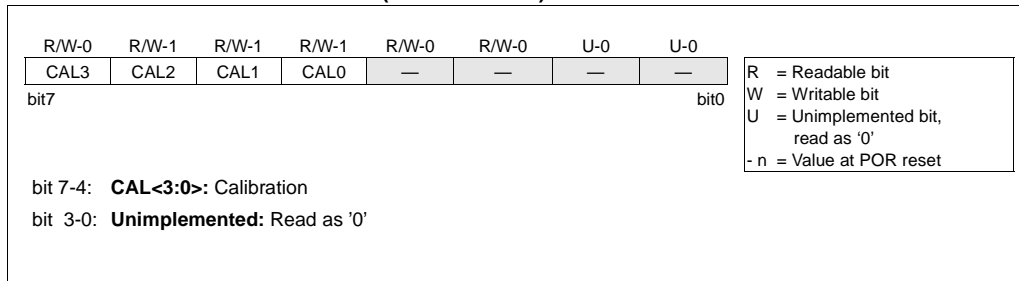 R/W-0 R/W-1 R/W-1 R/W-1 R/W-0 R/W-0 U-0 U-0
CAL3 CAL2 CAL1 CAL0 — — — —
bit7 bit0
R = Readable bit
W = Writable bit
U = Unimplemented bit,
read as ‘0’
- n = Value at POR reset
bit 7-4: CAL<3:0>: Calibration
bit 3-0: Unimplemented: Read as '0'